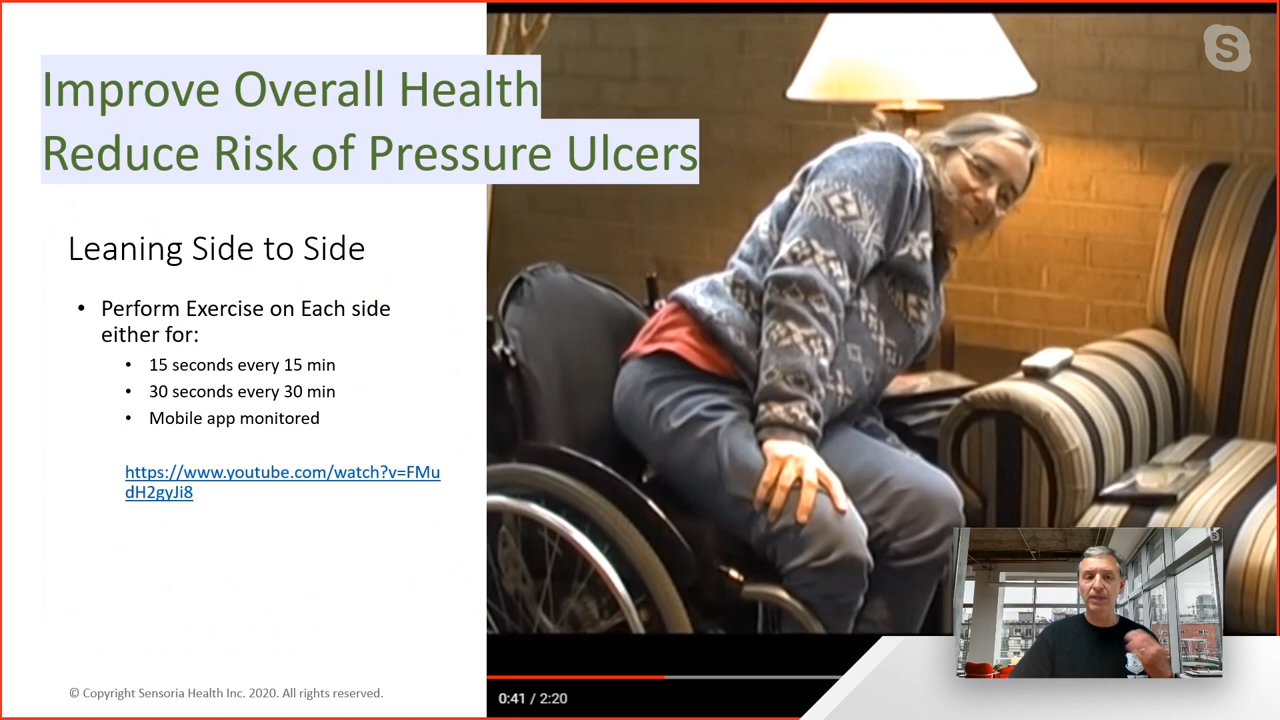 Improve Overall Health
Reduce Risk of Pressure Ulcers
Leaning Side to Side
• Perform Exercise on Each side
either for:
• 15 seconds every 15 min
• 30 seconds every 30 min
• Mobile app monitored
https://www.youtube.com/watch?v=FMu
dH2gyJi8
© Copyright Sensoria Health Inc. 2020. All rights reserved.
0:41 / 2:20
S